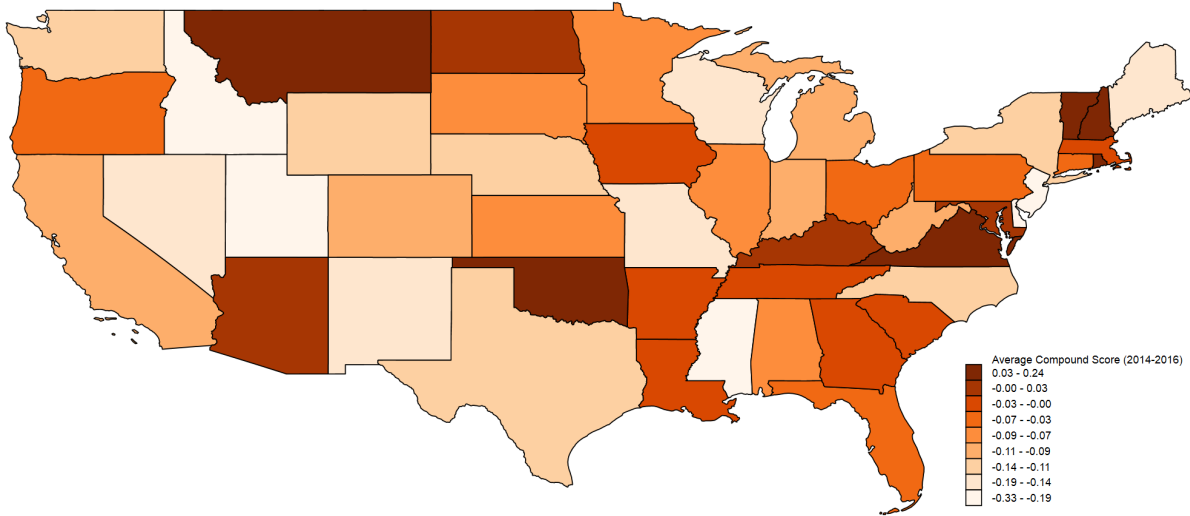 Average Compound Score (2014-2016)
0.03 - 0.24
-0.00 - 0.03
-0.03 - -0.00
-0.07 - -0.03
-0.09 - -0.07
-0.11 - -0.09
-0.14 - -0.11
-0.19 - -0.14
-0.33 - -0.19